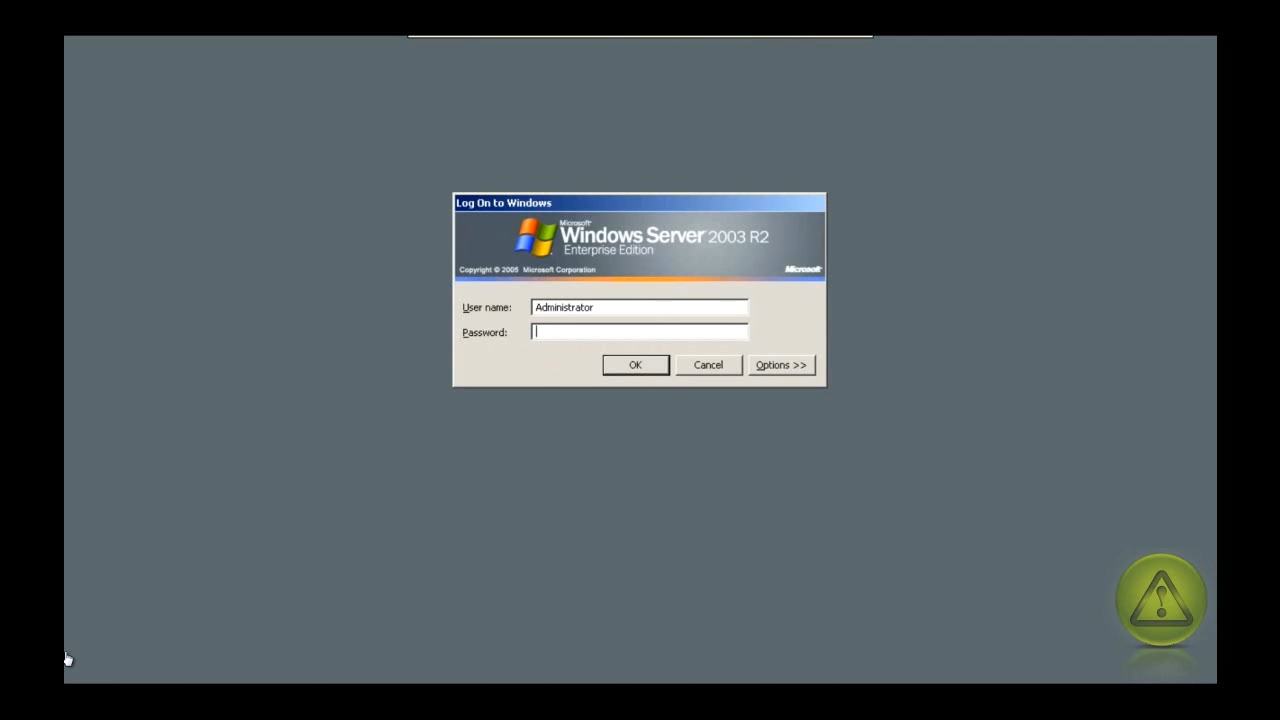 Log On to Windows
Microsoft
Windows Server 2003 R2
Enterprise Edition
Copyright © 2005 Microsoft Corporation
Microsoft
User name: Administrator
Password:
OK Cancel Options >>